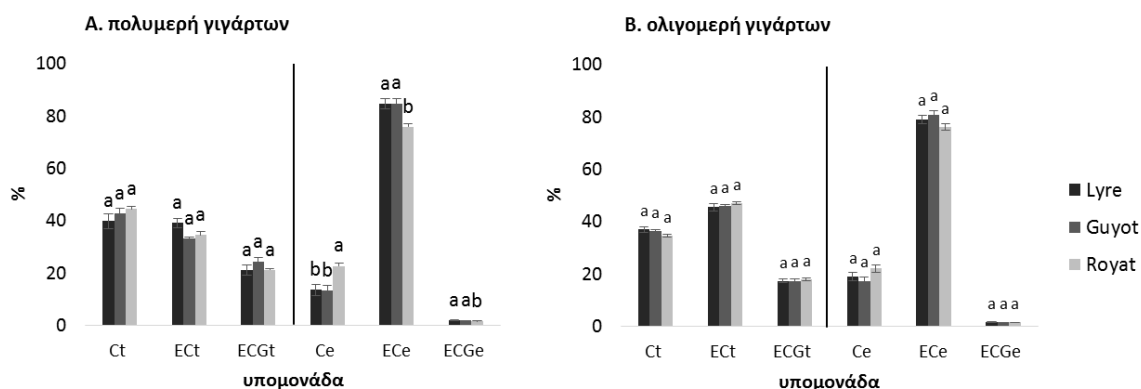 Α. πολυμερή γιγάρτων
100
80
60
40
20
0
%
a a a
a a a
a a a
b b a
a a b
a a b
Ct ECt ECGt Ce ECe ECGe
υπομονάδα
Β. ολιγομερή γιγάρτων
100
80
60
40
20
0
%
a a a
a a a
a a a
a a a
a a a
a a a
Ct ECt ECGt Ce ECe ECGe
υπομονάδα
Lyre
Guyot
Royat